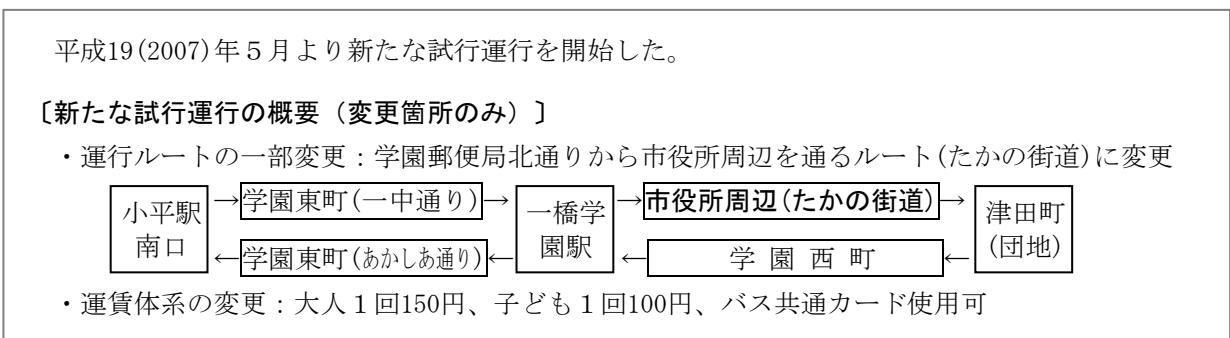 平成19(2007)年５月より新たな試行運行を開始した。
〔新たな試行運行の概要（変更箇所のみ）〕
・運行ルートの一部変更：学園郵便局北通りから市役所周辺を通るルート(たかの街道)に変更
小平駅
南口
→学園東町(一中通り)→
←学園東町(あかしあ通り)←
一橋学
園駅
→市役所周辺(たかの街道)→
←学園西町←
津田町
(団地)
・運賃体系の変更：大人１回150円、子ども１回100円、バス共通カード使用可